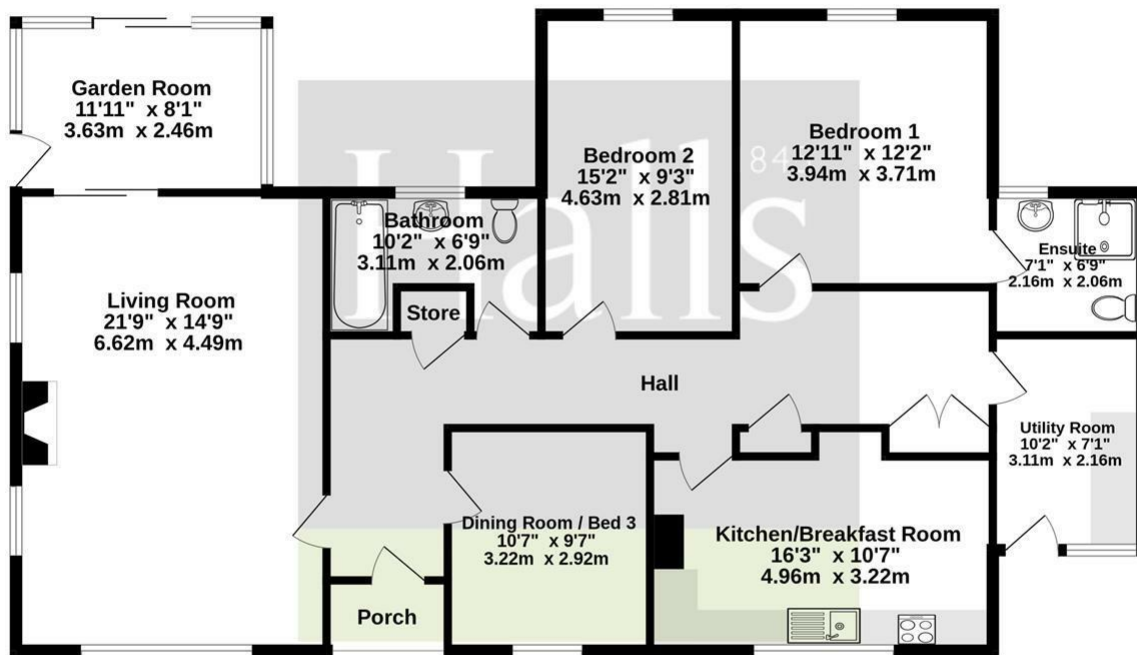 Garden Room
11'11" x 8'1"
3.63m x 2.46m
Bedroom 2
15'2" x 9'3"
4.63m x 2.81m
Bedroom 1
12'11" x 12'2"
3.94m x 3.71m
84
Halls
Bathroom
10'2" x 6'9"
3.11m x 2.06m
Ensuite
7'1" x 6'9"
2.16m x 2.06m
Living Room
21'9" x 14'9"
6.62m x 4.49m
Store
Hall
Utility Room
10'2" x 7'1"
3.11m x 2.16m
Dining Room / Bed 3
10'7" x 9'7"
3.22m x 2.92m
Kitchen/Breakfast Room
16'3" x 10'7"
4.96m x 3.22m
Porch